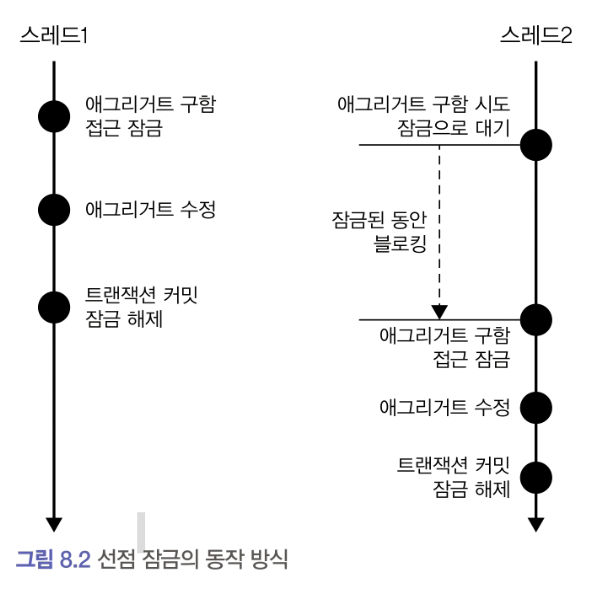 스레드1
애그리거트 구함
접근 잠금
애그리거트 수정
트랜잭션 커밋
잠금 해제
스레드2
애그리거트 구함 시도
잠금으로 대기
잠금된 동안
블로킹
애그리거트 구함
접근 잠금
애그리거트 수정
트랜잭션 커밋
잠금 해제
그림 8.2 선점 잠금의 동작 방식